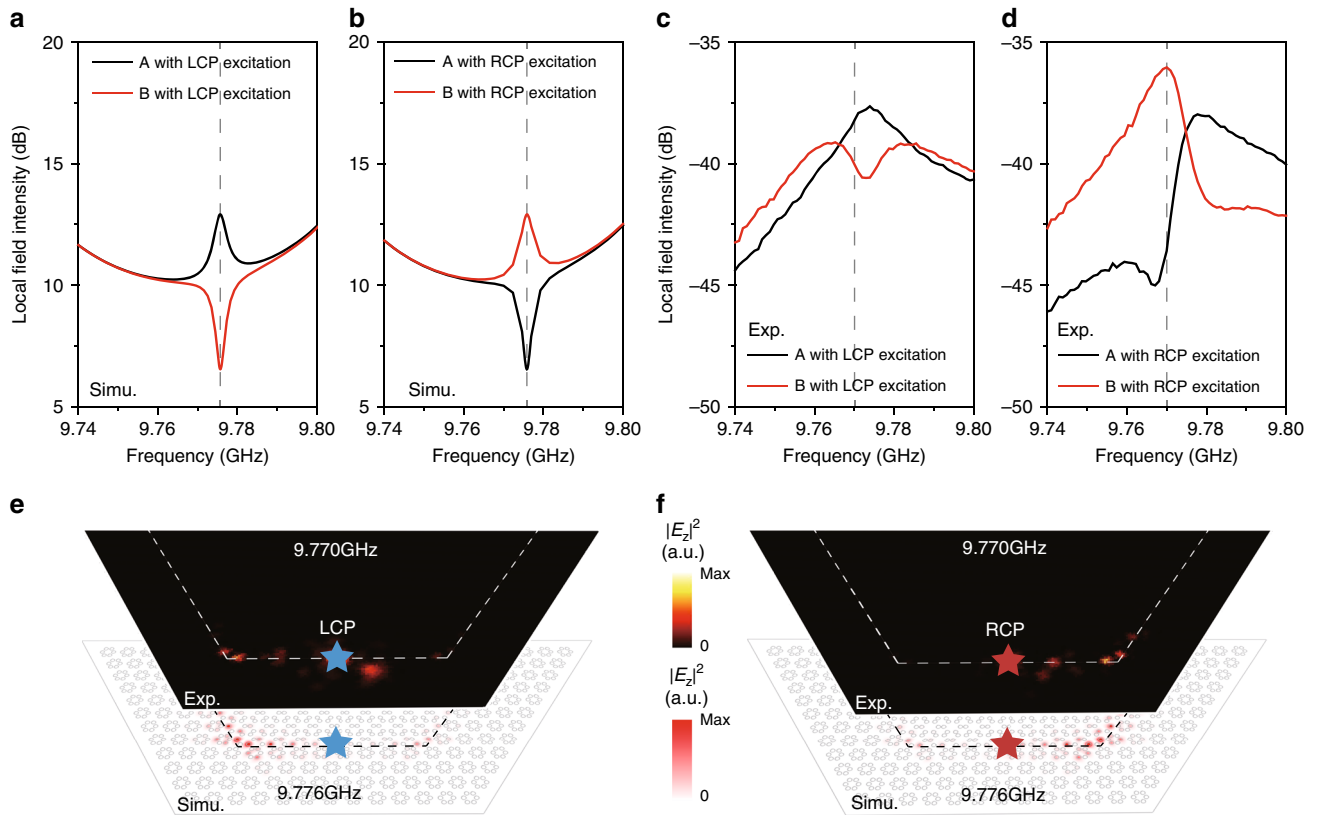 a
b
c
d
20
15
10
5
9.74
9.76
9.78
9.80
Local field intensity (dB)
Frequency (GHz)
A with LCP excitation
B with LCP excitation
Simu.
20
15
10
5
9.74
9.76
9.78
9.80
Frequency (GHz)
A with RCP excitation
B with RCP excitation
−35
−40
−45
−50
9.74
9.76
9.78
9.80
Local field intensity (dB)
Frequency (GHz)
Exp.
A with LCP excitation
B with LCP excitation
−35
−40
−45
−50
9.74
9.76
9.78
9.80
Frequency (GHz)
Exp.
A with RCP excitation
B with RCP excitation
e
9.770GHz
LCP
Exp.
9.776GHz
Simu.
|Ez|²
(a.u.)
Max
0
|Ez|²
(a.u.)
Max
0
f
9.770GHz
RCP
Exp.
9.776GHz
Simu.